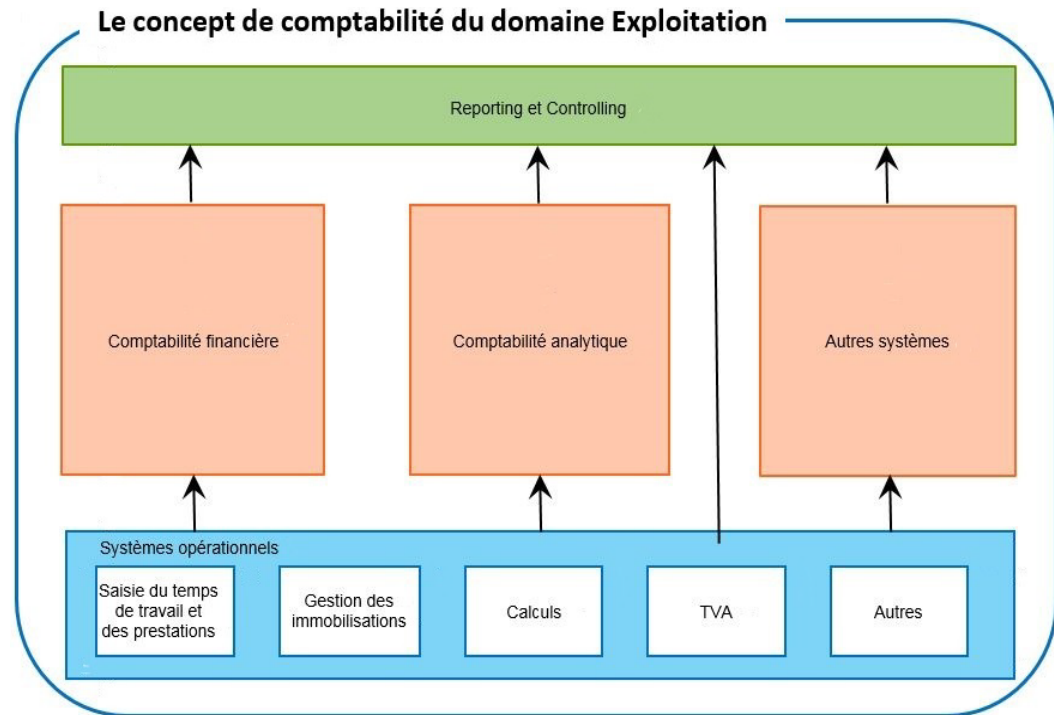 Le concept de comptabilité du domaine Exploitation
Reporting et Controlling
Comptabilité financière
Comptabilité analytique
Autres systèmes
Systèmes opérationnels
Saisie du temps
de travail et
des prestations
Gestion des
immobilisations
Calculs
TVA
Autres